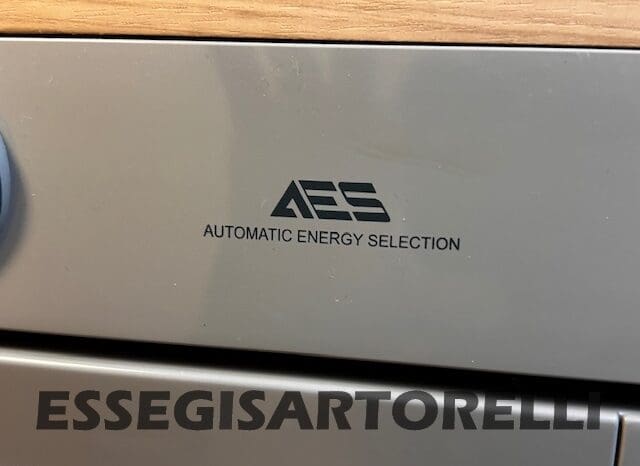 AES
AUTOMATIC ENERGY SELECTION
ESSEGISARTORELLI